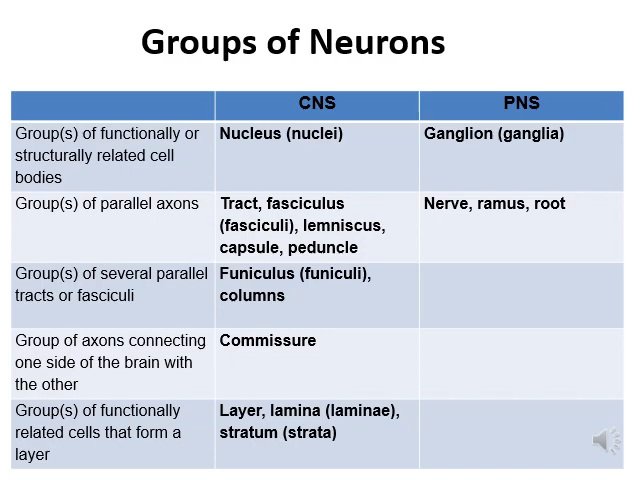 Groups of Neurons
CNS
PNS
Group(s) of functionally or
structurally related cell
bodies
Nucleus (nuclei)
Ganglion (ganglia)
Group(s) of parallel axons
Tract, fasciculus
(fasciculi), lemniscus,
capsule, peduncle
Nerve, ramus, root
Group(s) of several parallel
tracts or fasciculi
Funiculus (funiculi),
columns
Group of axons connecting
one side of the brain with
the other
Commissure
Group(s) of functionally
related cells that form a
layer
Layer, lamina (laminae),
stratum (strata)